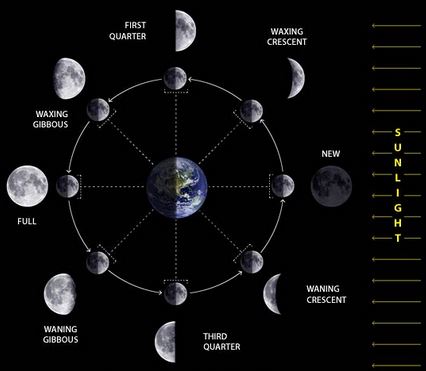 FIRST
QUARTER
WAXING
CRESCENT
WAXING
GIBBOUS
NEW
SUNLIGHT
FULL
WANING
CRESCENT
WANING
GIBBOUS
THIRD
QUARTER